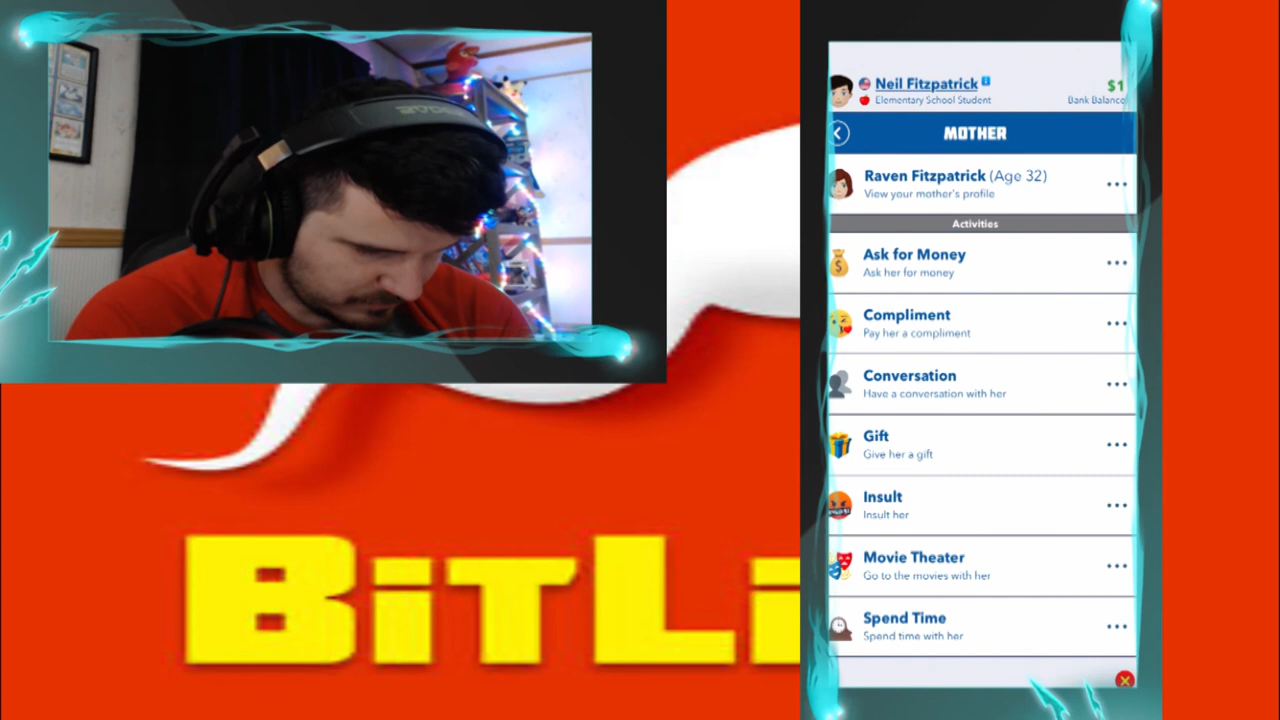 Neil Fitzpatrick
$1
Elementary School Student
Bank Balance
MOTHER
Raven Fitzpatrick (Age 32)
View your mother's profile
Activities
Ask for Money
Ask her for money
Compliment
Pay her a compliment
Conversation
Have a conversation with her
Gift
Give her a gift
Insult
Insult her
Movie Theater
Go to the movies with her
Spend Time
Spend time with her
BiTLi